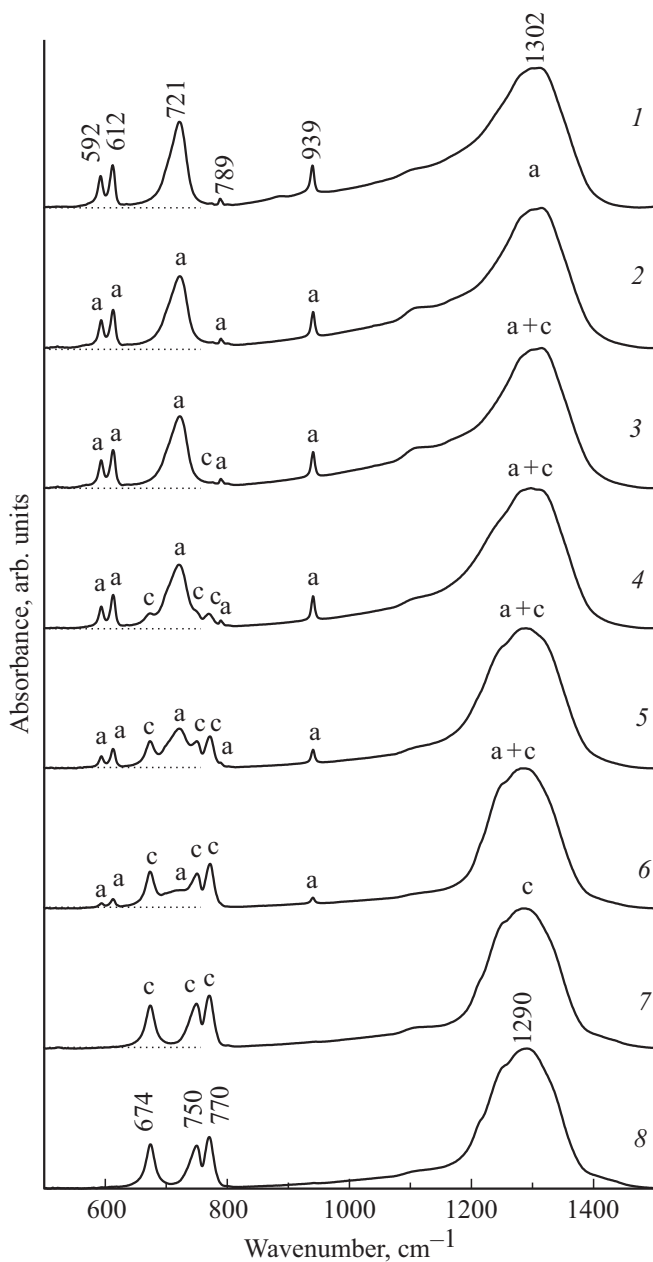 1302
592 612 721 789 939 1
a
a a a a a 2
a + c
a a a c a a 3
a + c
a a c a c c a a 4
a + c
a a c a c c a a 5
a + c
a a c a c c a 6
c
c c c 7
1290
674 750 770 8
Absorbance, arb. units
600 800 1000 1200 1400
Wavenumber, cm−1